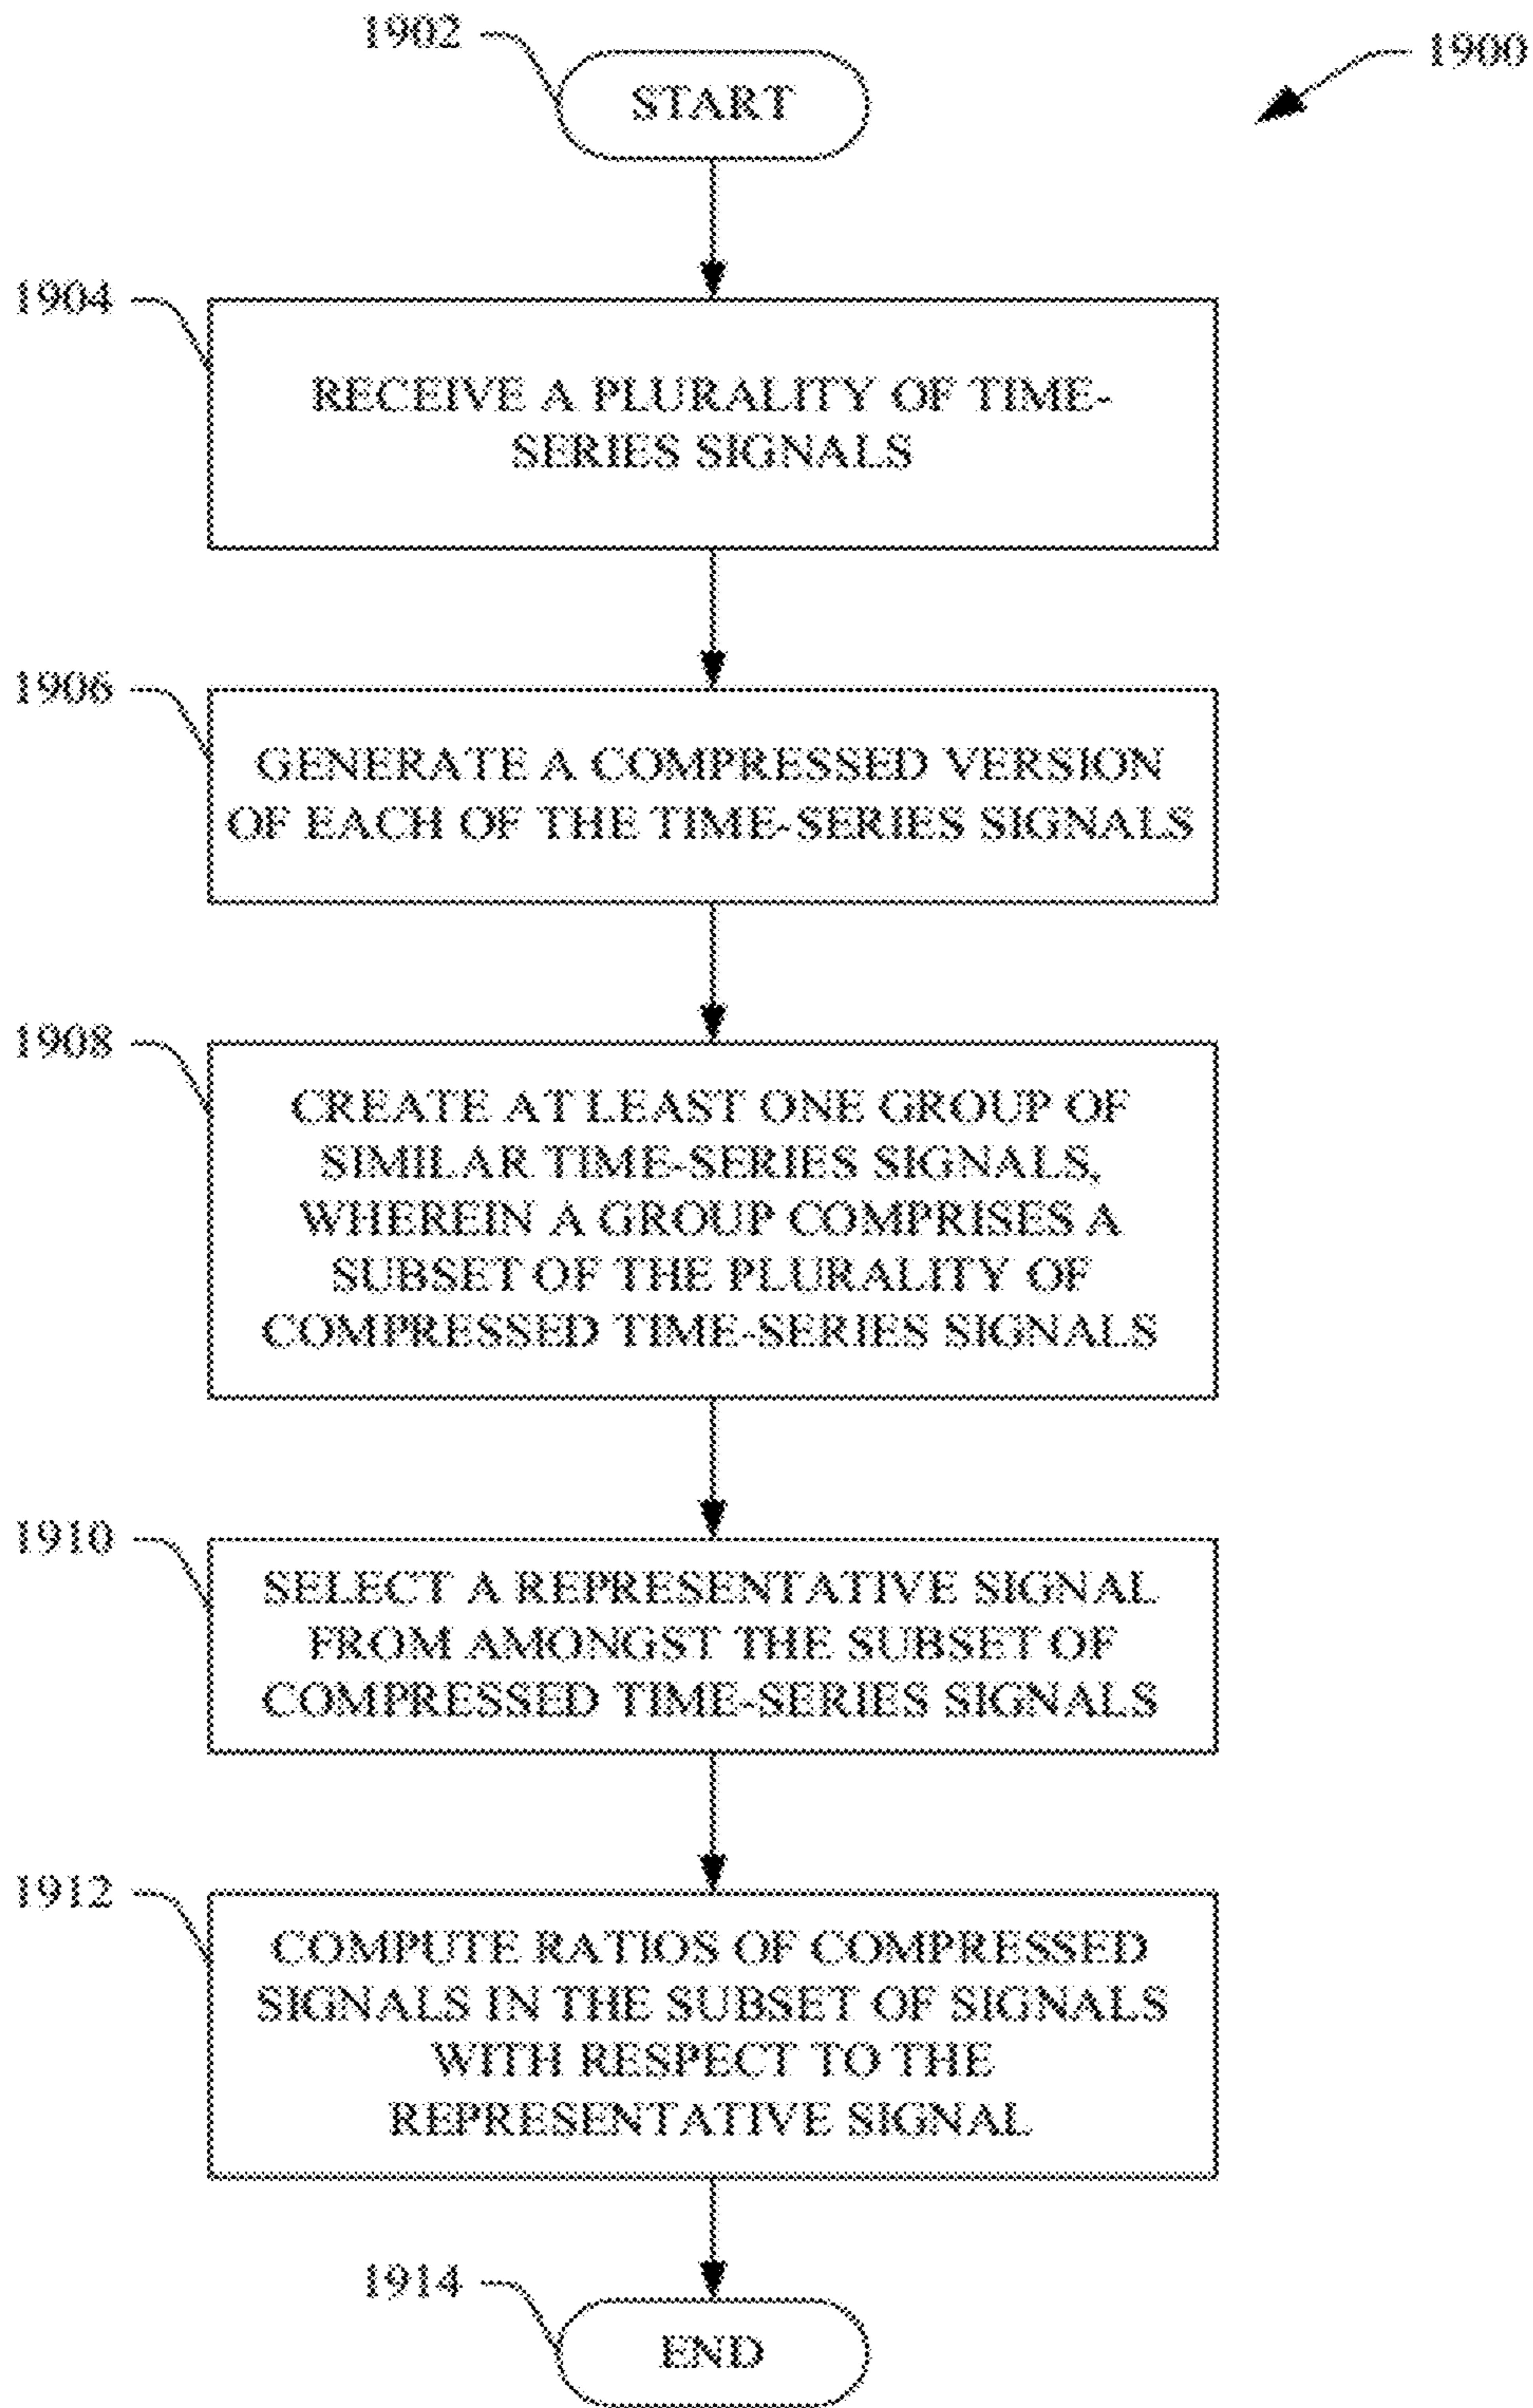 1902
START
1900
1904
RECEIVE A PLURALITY OF TIME-
SERIES SIGNALS
1906
GENERATE A COMPRESSED VERSION
OF EACH OF THE TIME-SERIES SIGNALS
1908
CREATE AT LEAST ONE GROUP OF
SIMILAR TIME-SERIES SIGNALS,
WHEREIN A GROUP COMPRISES A
SUBSET OF THE PLURALITY OF
COMPRESSED TIME-SERIES SIGNALS
1910
SELECT A REPRESENTATIVE SIGNAL
FROM AMONGST THE SUBSET OF
COMPRESSED TIME-SERIES SIGNALS
1912
COMPUTE RATIOS OF COMPRESSED
SIGNALS IN THE SUBSET OF SIGNALS
WITH RESPECT TO THE
REPRESENTATIVE SIGNAL
1914
END